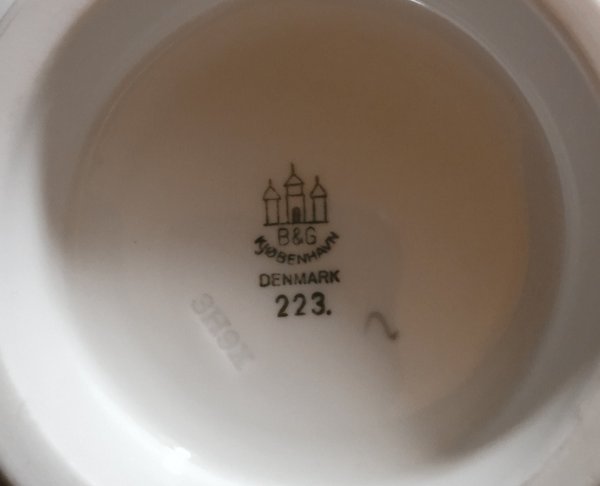 B&G
KJØBENHAVN
DENMARK
223.